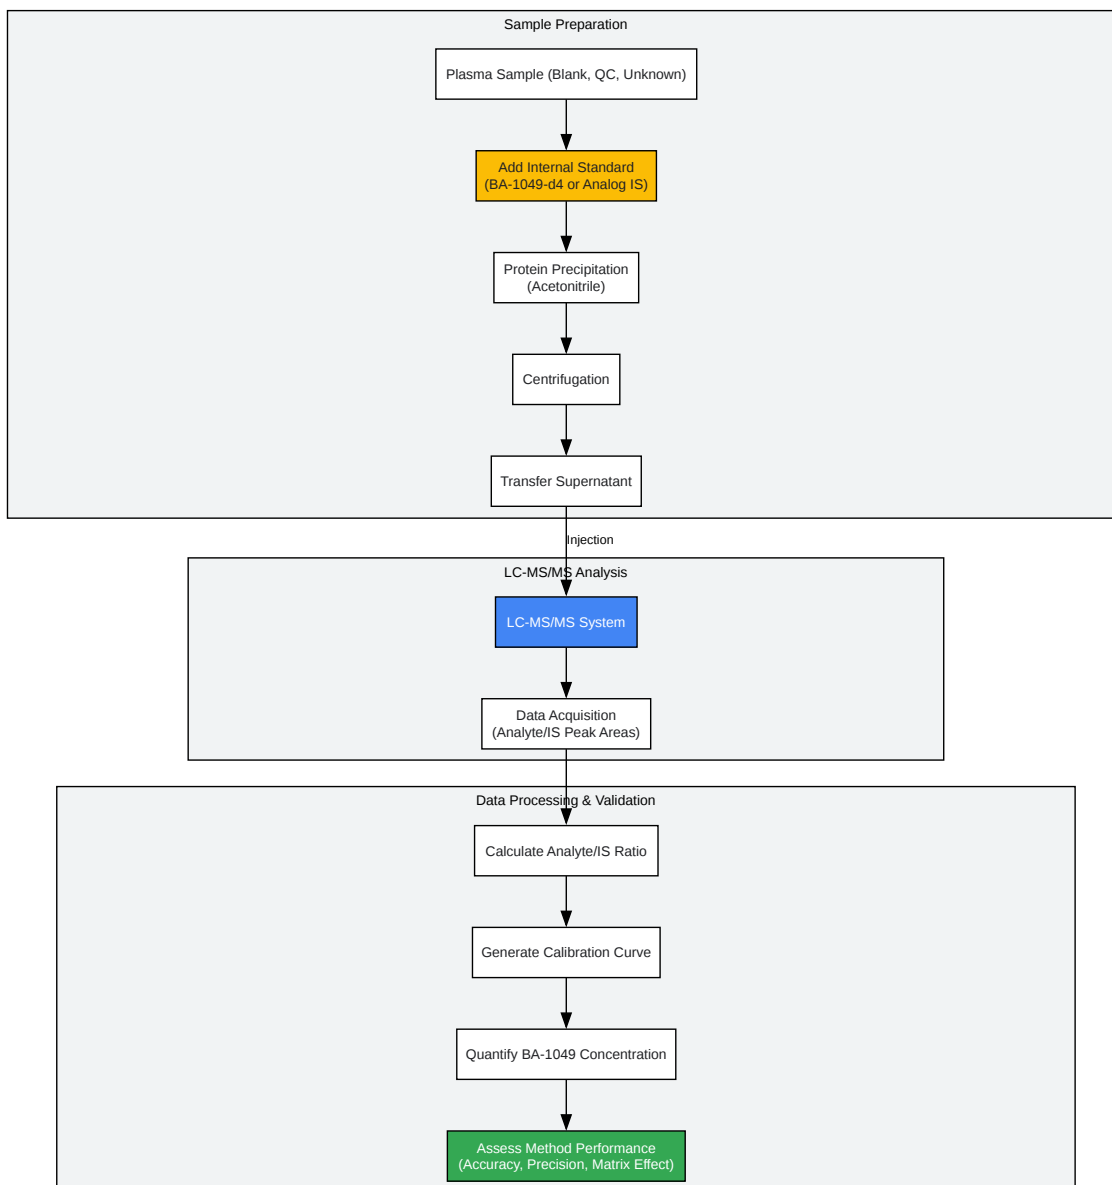 Sample Preparation
Plasma Sample (Blank, QC, Unknown)
Add Internal Standard
(BA-1049-d4 or Analog IS)
Protein Precipitation
(Acetonitrile)
Centrifugation
Transfer Supernatant
Injection
LC-MS/MS Analysis
LC-MS/MS System
Data Acquisition
(Analyte/IS Peak Areas)
Data Processing & Validation
Calculate Analyte/IS Ratio
Generate Calibration Curve
Quantify BA-1049 Concentration
Assess Method Performance
(Accuracy, Precision, Matrix Effect)